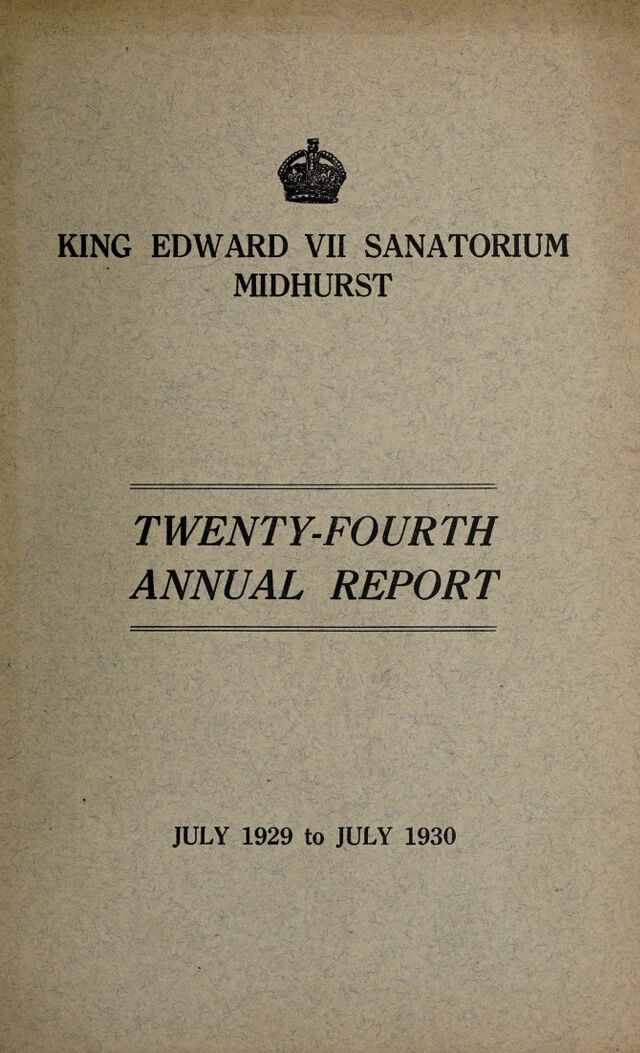 KING EDWARD VII SANATORIUM
MIDHURST
TWENTY-FOURTH
ANNUAL REPORT
JULY 1929 to JULY 1930